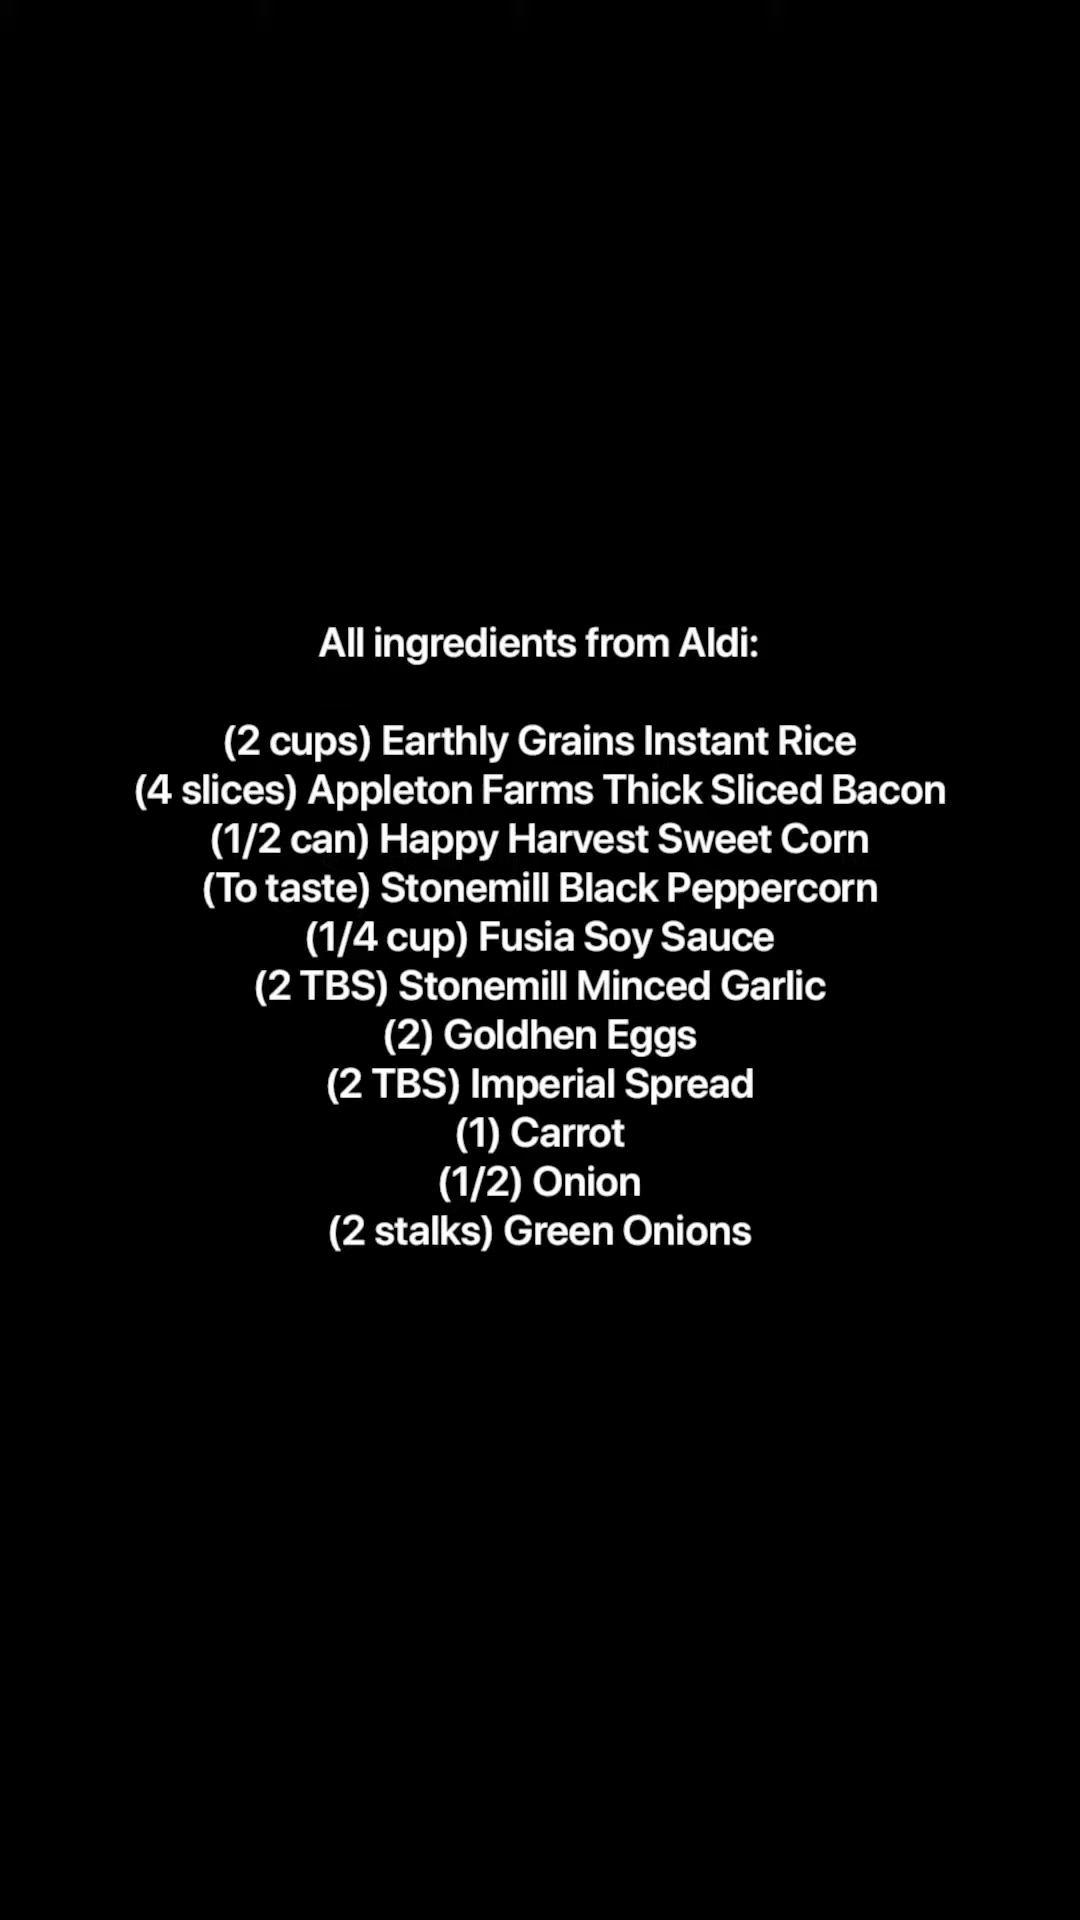 All ingredients from Aldi:
(2 cups) Earthly Grains Instant Rice
(4 slices) Appleton Farms Thick Sliced Bacon
(1/2 can) Happy Harvest Sweet Corn
(To taste) Stonemill Black Peppercorn
(1/4 cup) Fusia Soy Sauce
(2 TBS) Stonemill Minced Garlic
(2) Goldhen Eggs
(2 TBS) Imperial Spread
(1) Carrot
(1/2) Onion
(2 stalks) Green Onions